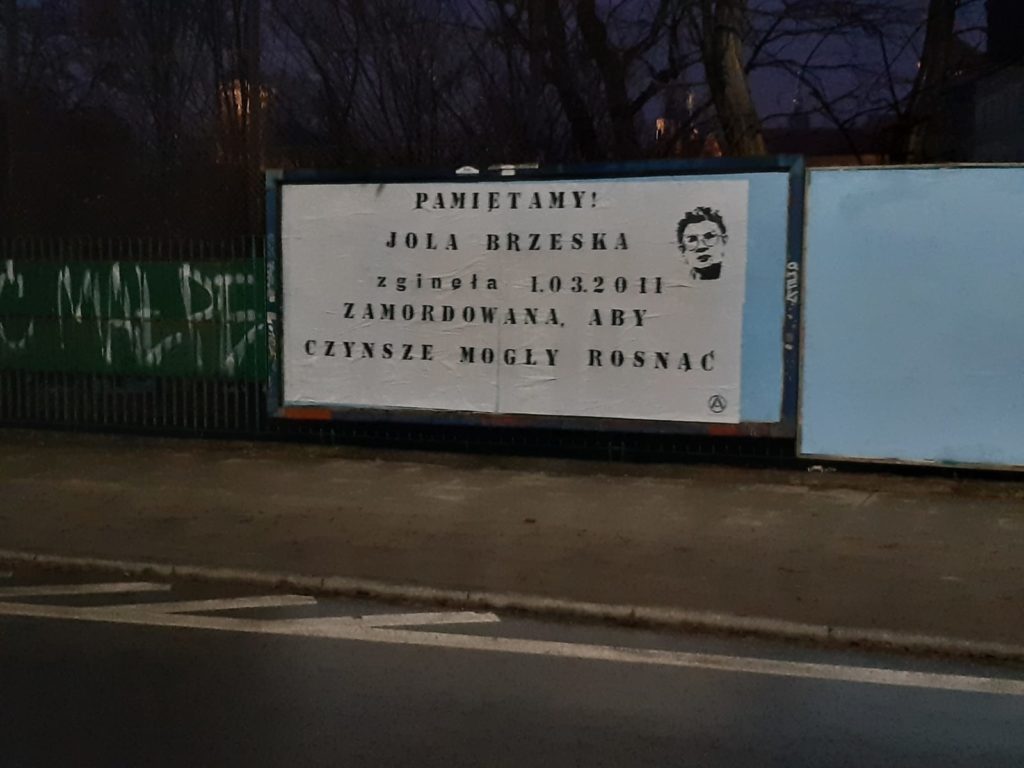 PAMIĘTAMY!
JOLA BRZESKA
zginęła 1.03.2011
ZAMORDOWANA, ABY
CZYNSZE MOGŁY ROSNĄĆ